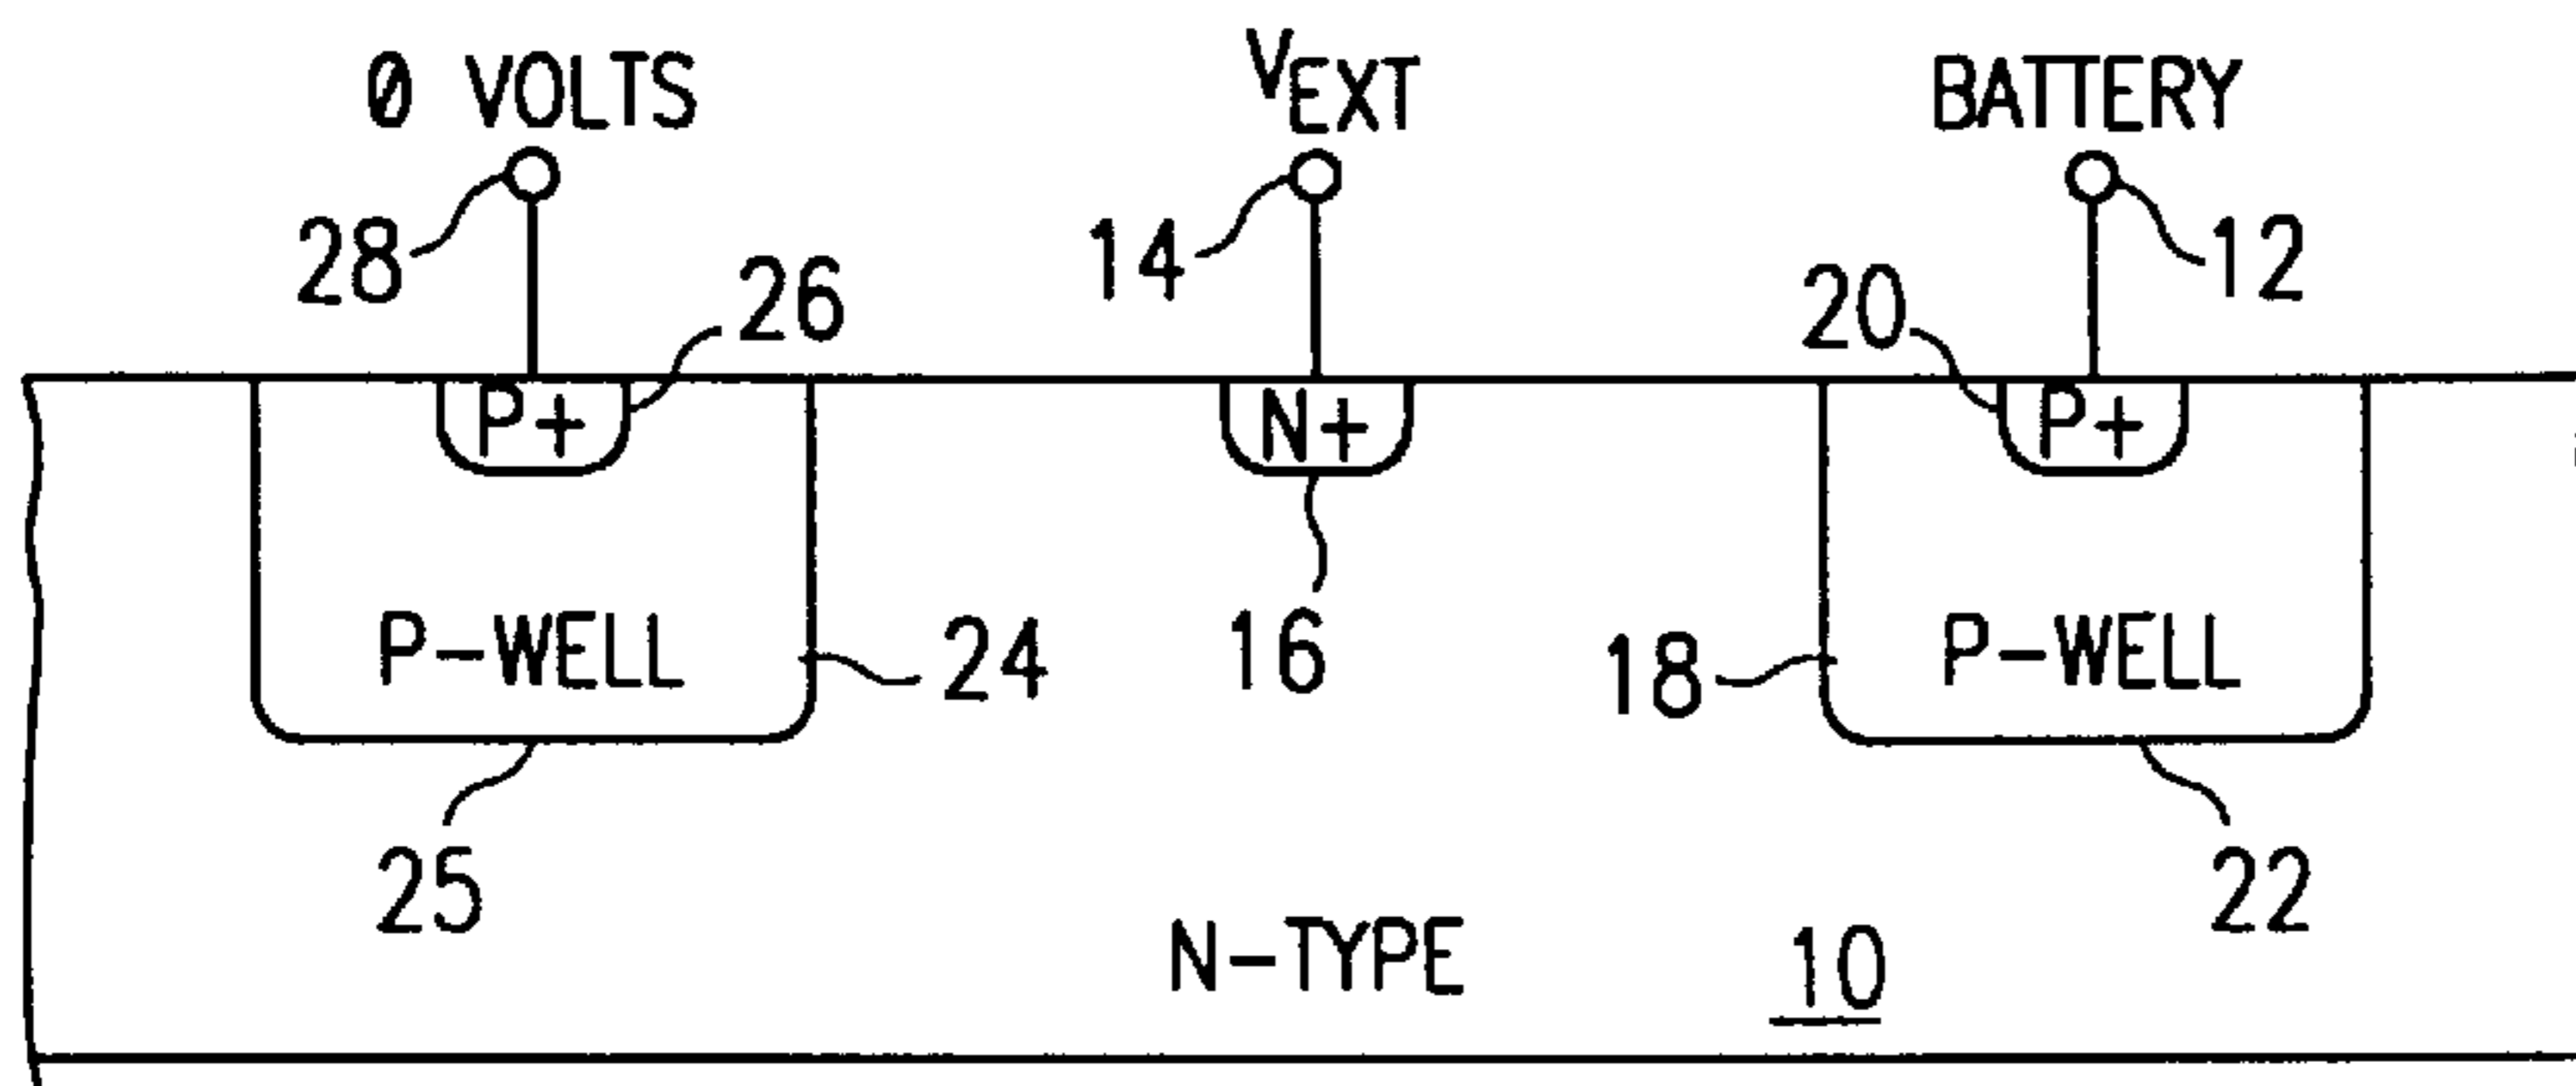 0 VOLTS
VEXT
BATTERY
28
26
14
20
12
P+
N+
P+
P-WELL
24
16
18
P-WELL
25
22
N-TYPE
10